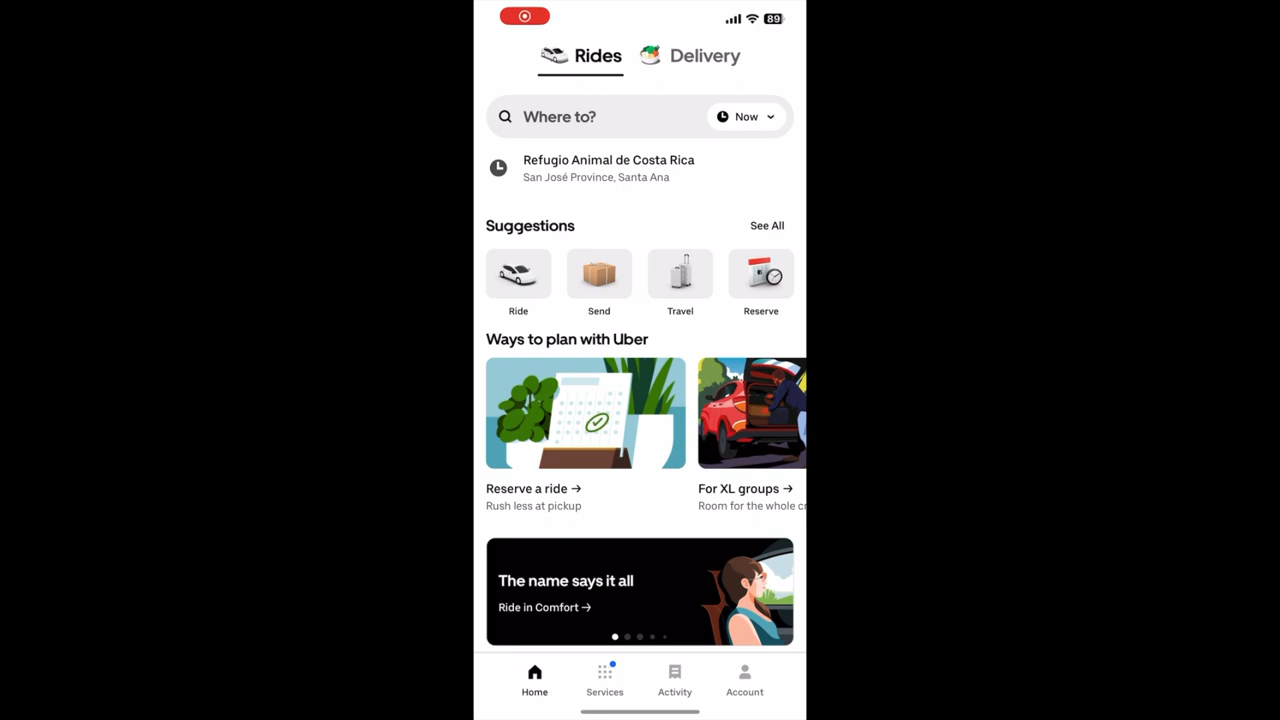 89
Rides
Delivery
Where to?
Now
Refugio Animal de Costa Rica
San José Province, Santa Ana
Suggestions
See All
Ride
Send
Travel
Reserve
Ways to plan with Uber
Reserve a ride →
Rush less at pickup
For XL groups →
Room for the whole cr
The name says it all
Ride in Comfort →
Home
Services
Activity
Account